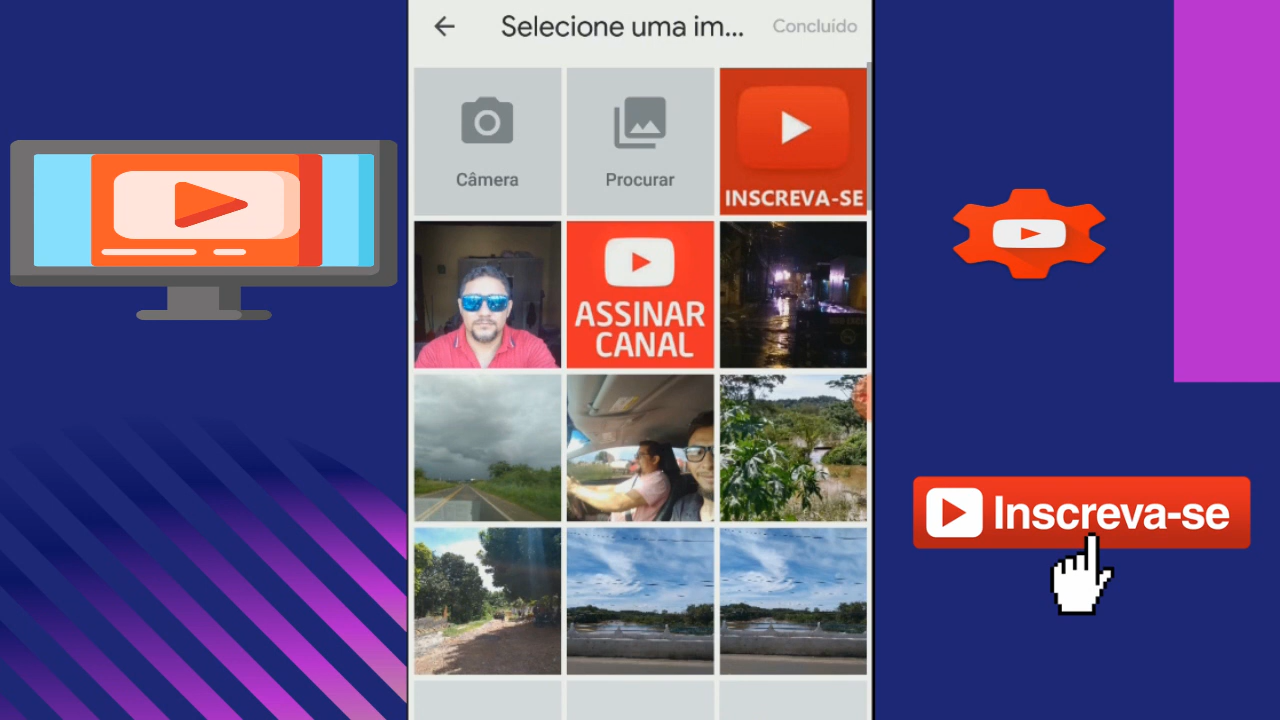 Selecione uma im...
Concluído
Câmera
Procurar
INSCREVA-SE
ASSINAR
CANAL
Inscreva-se